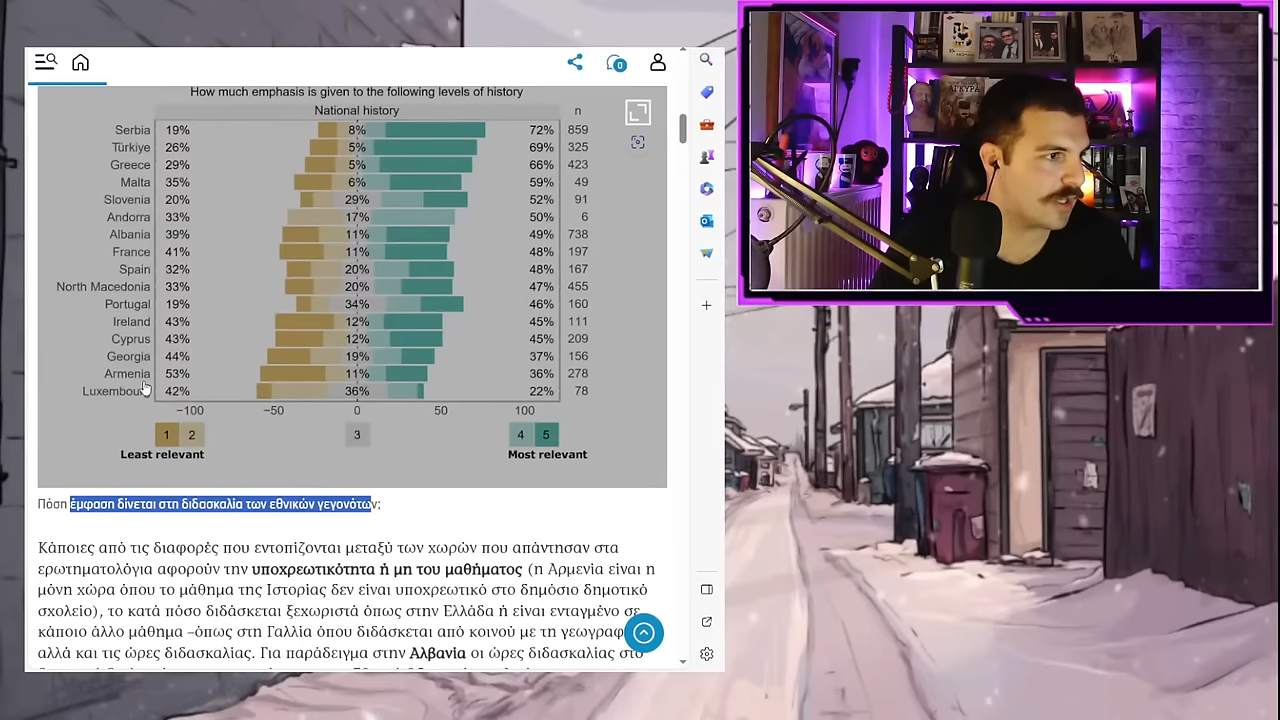 0
How much emphasis is given to the following levels of history
National history n
Serbia 19% 8% 72% 859
Türkiye 26% 5% 69% 325
Greece 29% 5% 66% 423
Malta 35% 6% 59% 49
Slovenia 20% 29% 52% 91
Andorra 33% 17% 50% 6
Albania 39% 11% 49% 738
France 41% 11% 48% 197
Spain 32% 20% 48% 167
North Macedonia 33% 20% 47% 455
Portugal 19% 34% 46% 160
Ireland 43% 12% 45% 111
Cyprus 43% 12% 45% 209
Georgia 44% 19% 37% 156
Armenia 53% 11% 36% 278
Luxembourg 42% 36% 22% 78
−100 −50 0 50 100
1 2 3 4 5
Least relevant Most relevant
Πόση έμφαση δίνεται στη διδασκαλία των εθνικών γεγονότων;
Κάποιες από τις διαφορές που εντοπίζονται μεταξύ των χωρών που απάντησαν στα
ερωτηματολόγια αφορούν την υποχρεωτικότητα ή μη του μαθήματος (η Αρμενία είναι η
μόνη χώρα όπου το μάθημα της Ιστορίας δεν είναι υποχρεωτικό στο δημόσιο δημοτικό
σχολείο), το κατά πόσο διδάσκεται ξεχωριστά όπως στην Ελλάδα ή είναι ενταγμένο σε
κάποιο άλλο μάθημα –όπως στη Γαλλία όπου διδάσκεται από κοινού με τη γεωγραφ
αλλά και τις ώρες διδασκαλίας. Για παράδειγμα στην Αλβανία οι ώρες διδασκαλίας στο
ΑΓΚΥΡΑ